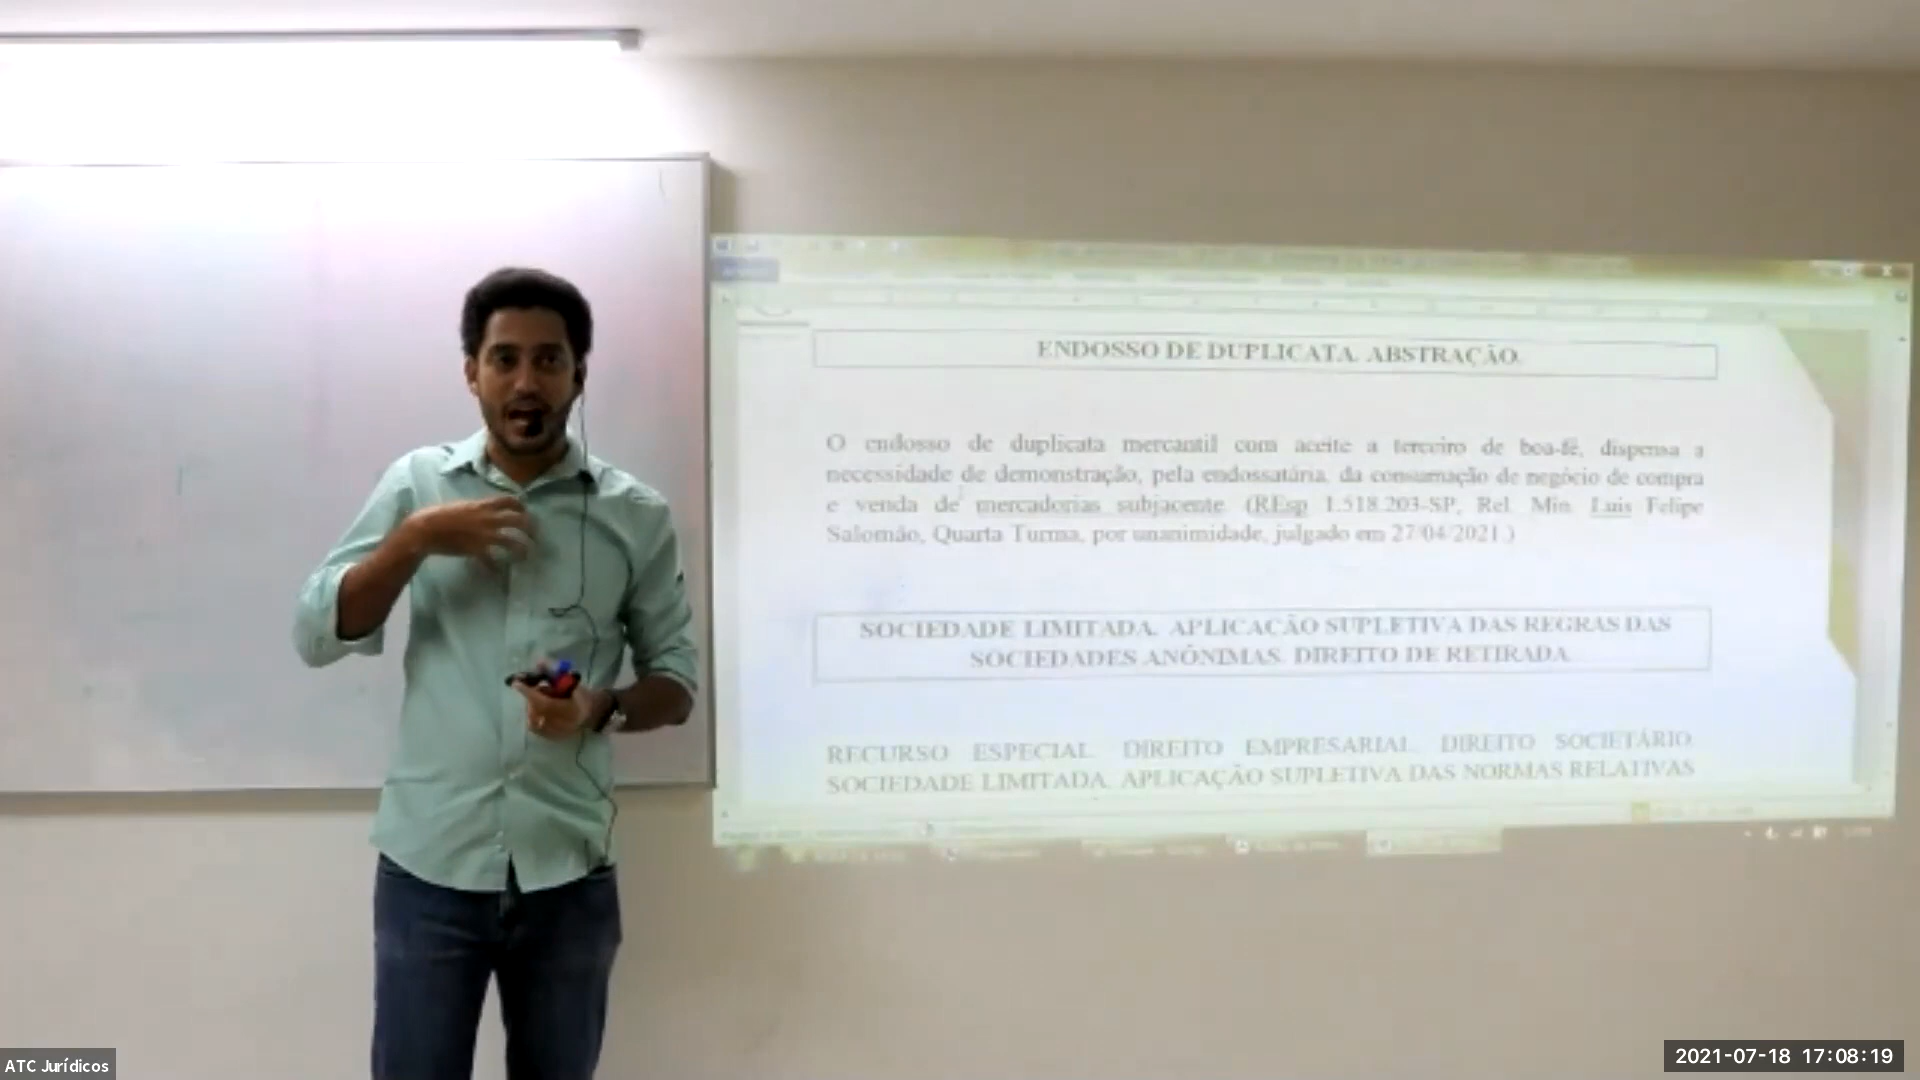 ENDOSSO DE DUPLICATA. ABSTRAÇÃO.
O endosso de duplicata mercantil com aceite a terceiro de boa-fé, dispensa a
necessidade de demonstração, pela endossatária, da consumação de negócio de compra
e venda de mercadorias subjacente. (REsp 1.518.203-SP, Rel. Min. Luis Felipe
Salomão, Quarta Turma, por unanimidade, julgado em 27/04/2021.)
SOCIEDADE LIMITADA. APLICAÇÃO SUPLETIVA DAS REGRAS DAS
SOCIEDADES ANÔNIMAS. DIREITO DE RETIRADA.
RECURSO ESPECIAL. DIREITO EMPRESARIAL. DIREITO SOCIETÁRIO.
SOCIEDADE LIMITADA. APLICAÇÃO SUPLETIVA DAS NORMAS RELATIVAS
ATC Jurídicos
2021-07-18 17:08:19